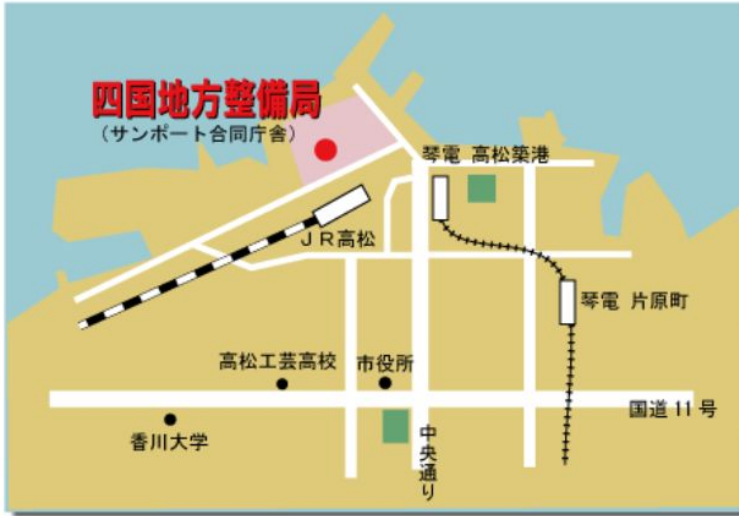 四国地方整備局
（サンポート合同庁舎）
琴電 高松築港
ＪＲ高松
琴電 片原町
高松工芸高校
市役所
国道 11 号
香川大学
中央通り